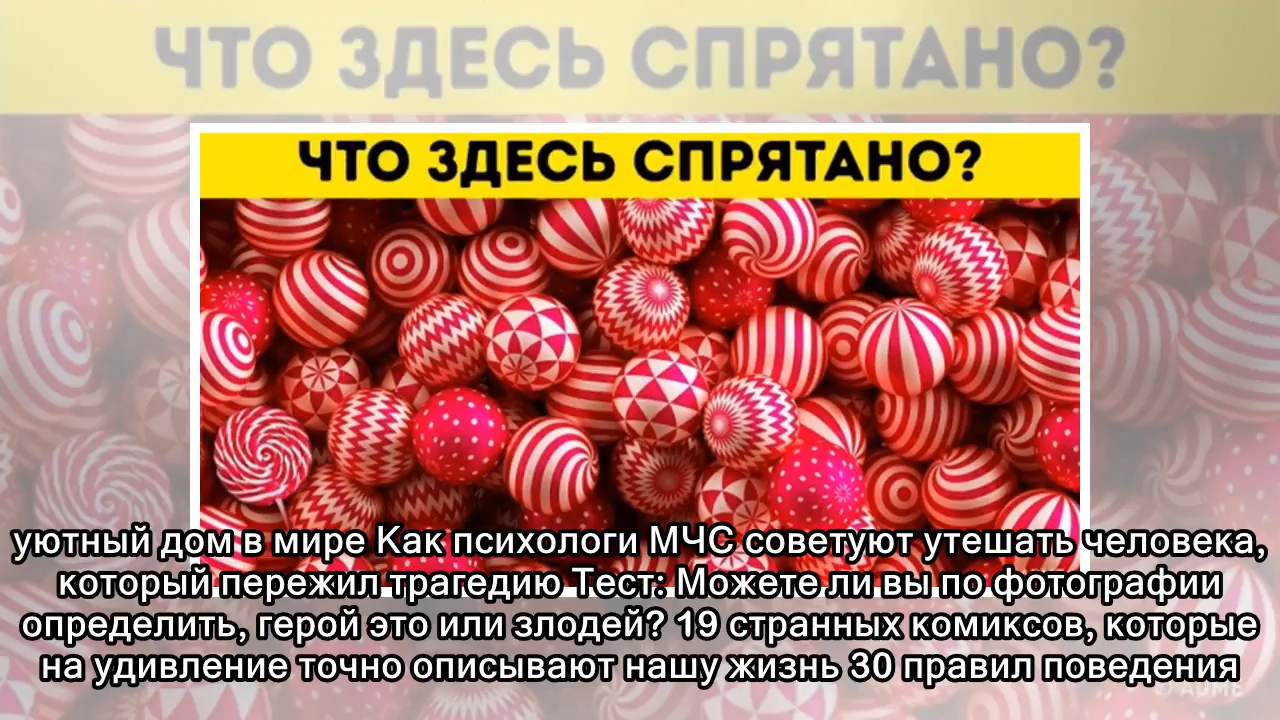 ЧТО ЗДЕСЬ СПРЯТАНО?
ЧТО ЗДЕСЬ СПРЯТАНО?
уютный дом в мире Как психологи МЧС советуют утешать человека,
который пережил трагедию Тест: Можете ли вы по фотографии
определить, герой это или злодей? 19 странных комиксов, которые
на удивление точно описывают нашу жизнь 30 правил поведения
ADME